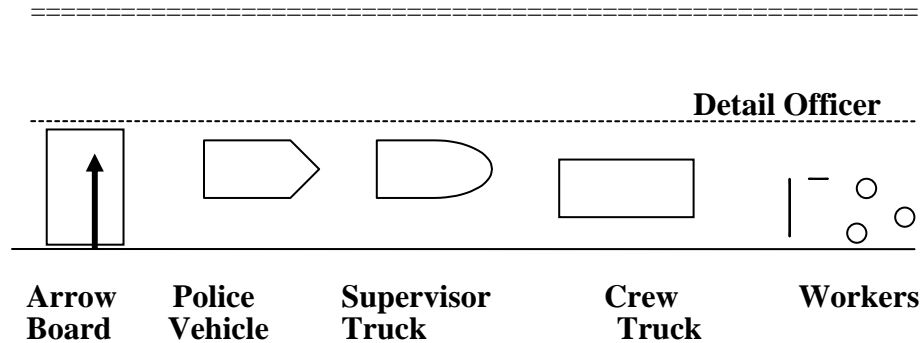 Detail Officer
Arrow Police Supervisor Crew Workers
Board Vehicle Truck Truck